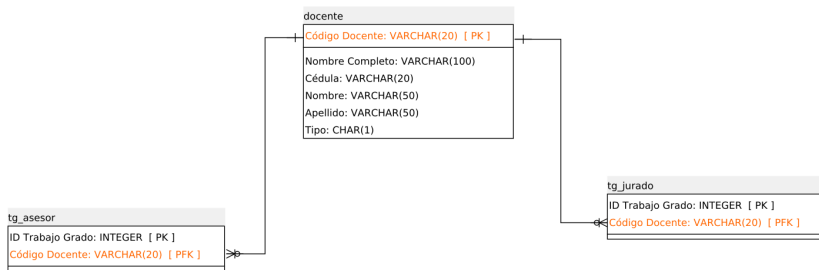 docente
Código Docente: VARCHAR(20) [ PK ]
Nombre Completo: VARCHAR(100)
Cédula: VARCHAR(20)
Nombre: VARCHAR(50)
Apellido: VARCHAR(50)
Tipo: CHAR(1)
tg_jurado
ID Trabajo Grado: INTEGER [ PK ]
Código Docente: VARCHAR(20) [ PFK ]
tg_asesor
ID Trabajo Grado: INTEGER [ PK ]
Código Docente: VARCHAR(20) [ PFK ]